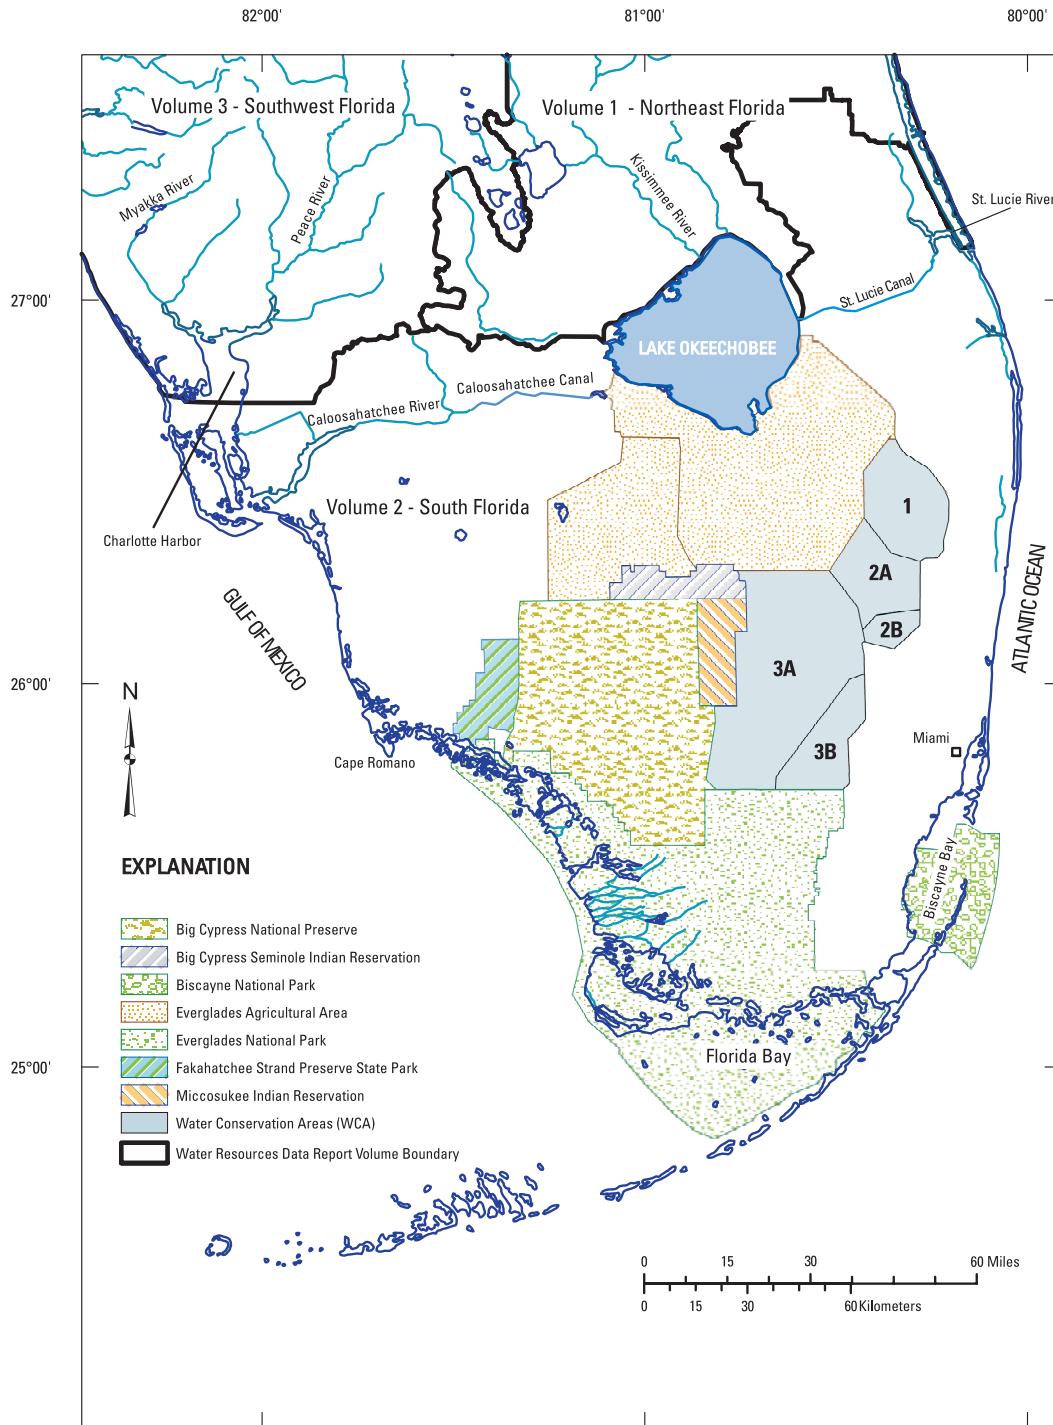 82°00'
81°00'
80°00'
Volume 3 - Southwest Florida
Volume 1 - Northeast Florida
Myakka River
Peace River
Kissimmee River
St. Lucie River
27°00'
St. Lucie Canal
LAKE OKEECHOBEE
Caloosahatchee Canal
Caloosahatchee River
Volume 2 - South Florida
1
Charlotte Harbor
2A
2B
GULF OF MEXICO
ATLANTIC OCEAN
3A
26°00'
N
3B
Miami
Cape Romano
Biscayne Bay
EXPLANATION
Big Cypress National Preserve
Big Cypress Seminole Indian Reservation
Biscayne National Park
Everglades Agricultural Area
Everglades National Park
Fakahatchee Strand Preserve State Park
Miccosukee Indian Reservation
Water Conservation Areas (WCA)
Water Resources Data Report Volume Boundary
Florida Bay
25°00'
0 15 30 60 Miles
0 15 30 60 Kilometers